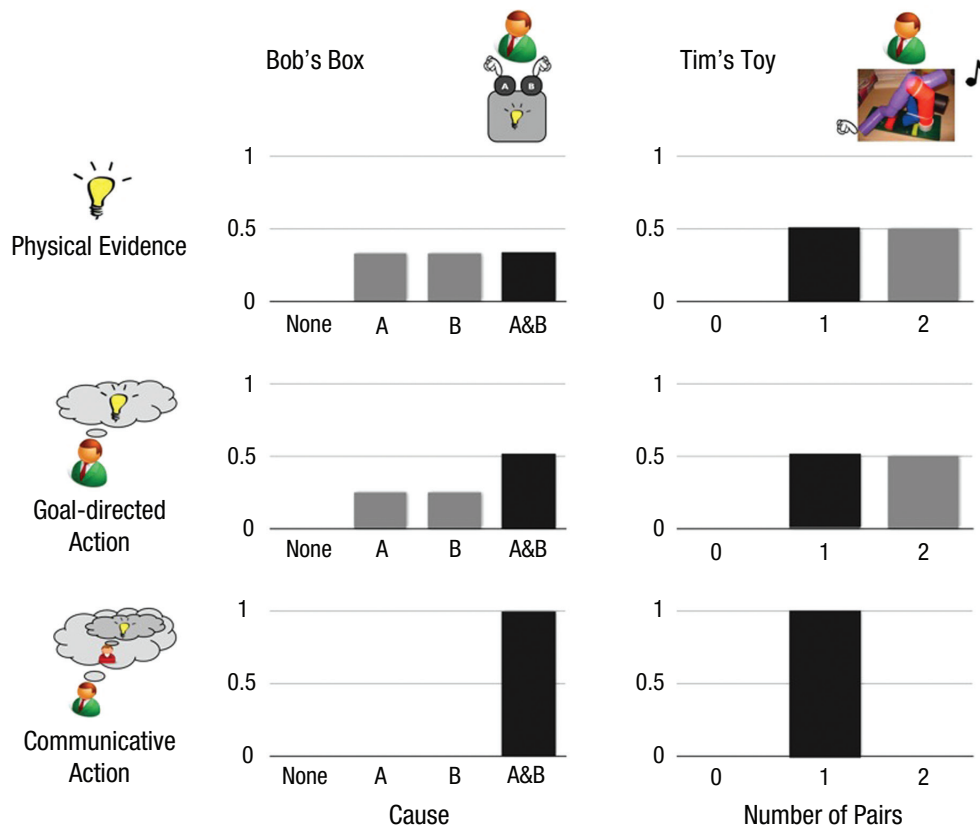 Bob's Box
Tim's Toy
A B
Physical Evidence
1
0.5
0
None A B A&B
1
0.5
0
0 1 2
Goal-directed
Action
1
0.5
0
None A B A&B
1
0.5
0
0 1 2
Communicative
Action
1
0.5
0
None A B A&B
Cause
1
0.5
0
0 1 2
Number of Pairs